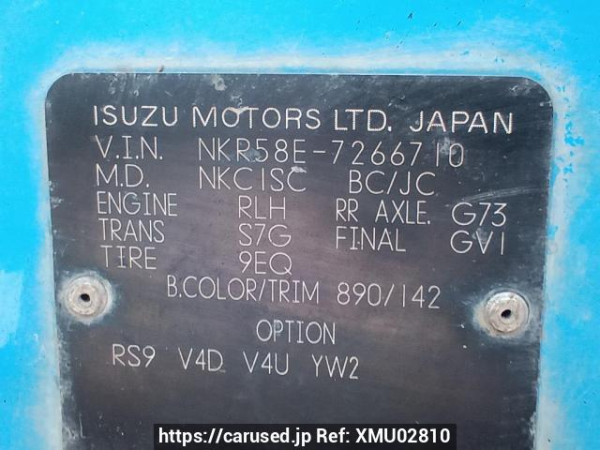 ISUZU MOTORS LTD. JAPAN
V.I.N. NKR58E-7266710
M.D. NKC1SC BC/JC
ENGINE RLH RR AXLE. G73
TRANS S7G FINAL GV1
TIRE 9EQ
B.COLOR/TRIM 890/142
OPTION
RS9 V4D V4U YW2
https://carused.jp Ref: XMU02810